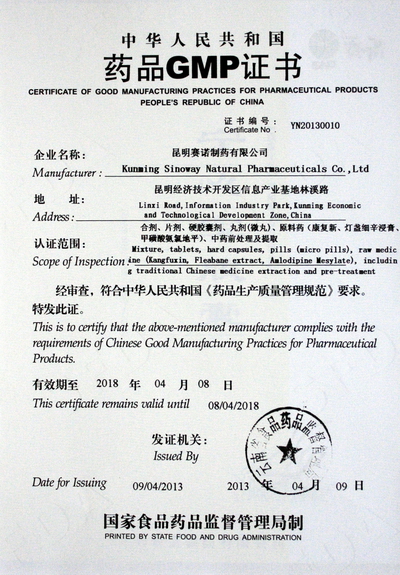 中华人民共和国
药品GMP证书
CERTIFICATE OF GOOD MANUFACTURING PRACTICES FOR PHARMACEUTICAL PRODUCTS
PEOPLE'S REPUBLIC OF CHINA
证书编号:
Certificate No. YN20130010
企业名称: 昆明赛诺制药有限公司
Manufacturer: Kunming Sinoway Natural Pharmaceuticals Co.,Ltd
地 址: 昆明经济技术开发区信息产业基地林溪路
Linxi Road, Information Industry Park, Kunming Economic
Address: and Technological Development Zone, China
合剂、片剂、硬胶囊剂、丸剂(微丸)、原料药(康复新、灯盏细辛浸膏、
认证范围: 甲磺酸氨氯地平)、中药前处理及提取
Mixture, tablets, hard capsules, pills (micro pills), raw medic
Scope of Inspection: ine (Kangfuxin, Fleabane extract, Amlodipine Mesylate), includin
g traditional Chinese medicine extraction and pre-treatment
经审查，符合中华人民共和国《药品生产质量管理规范》要求。
特发此证。
This is to certify that the above-mentioned manufacturer complies with the
requirements of Chinese Good Manufacturing Practices for Pharmaceutical
Products.
有效期至 2018 年 04 月 08 日
This certificate remains valid until 08/04/2018
发证机关:
Issued By
云南省食品药品监督管理局
Date for Issuing 09/04/2013 2013 年 04 月 09 日
国家食品药品监督管理局制
PRINTED BY STATE FOOD AND DRUG ADMINISTRATION